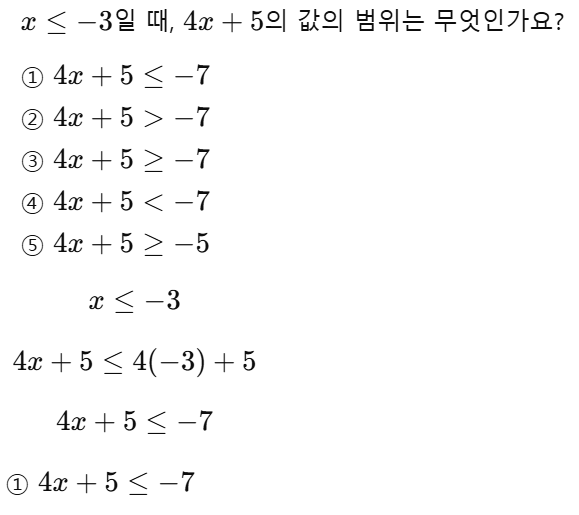 x ≤ −3일 때, 4x + 5의 값의 범위는 무엇인가요?
① 4x + 5 ≤ −7
② 4x + 5 > −7
③ 4x + 5 ≥ −7
④ 4x + 5 < −7
⑤ 4x + 5 ≥ −5
x ≤ −3
4x + 5 ≤ 4(−3) + 5
4x + 5 ≤ −7
① 4x + 5 ≤ −7